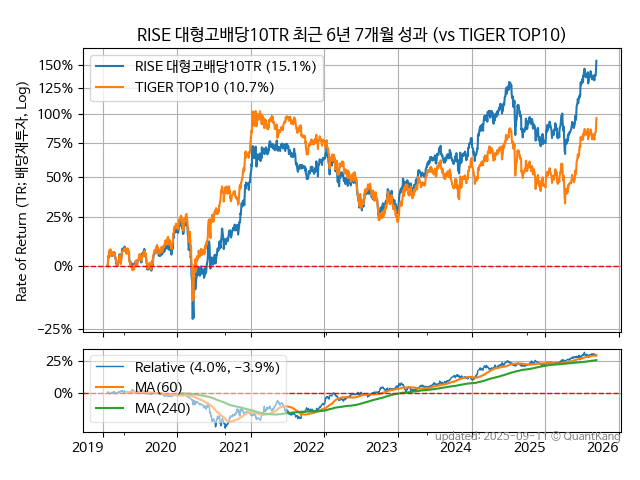 RISE 대형고배당10TR 최근 6년 7개월 성과 (vs TIGER TOP10)
Rate of Return (TR: 배당재투자, Log)
150%
125%
100%
75%
50%
25%
0%
−25%
RISE 대형고배당10TR (15.1%)
TIGER TOP10 (10.7%)
25%
0%
Relative (4.0%, −3.9%)
MA(60)
MA(240)
updated: 2025-09-11 © QuantKang
2019 2020 2021 2022 2023 2024 2025 2026